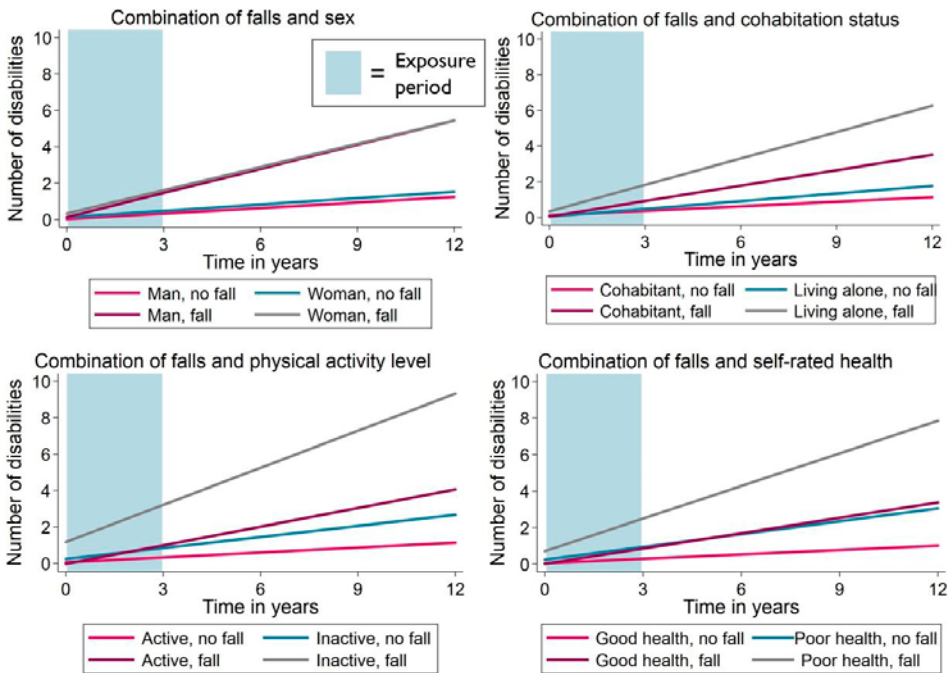 Combination of falls and sex
Number of disabilities
10
8
6
4
2
0
0 3 6 9 12
Time in years
= Exposure
period
Man, no fall Woman, no fall
Man, fall Woman, fall
Combination of falls and cohabitation status
Number of disabilities
10
8
6
4
2
0
0 3 6 9 12
Time in years
Cohabitant, no fall Living alone, no fall
Cohabitant, fall Living alone, fall
Combination of falls and physical activity level
Number of disabilities
10
8
6
4
2
0
0 3 6 9 12
Time in years
Active, no fall Inactive, no fall
Active, fall Inactive, fall
Combination of falls and self-rated health
Number of disabilities
10
8
6
4
2
0
0 3 6 9 12
Time in years
Good health, no fall Poor health, no fall
Good health, fall Poor health, fall